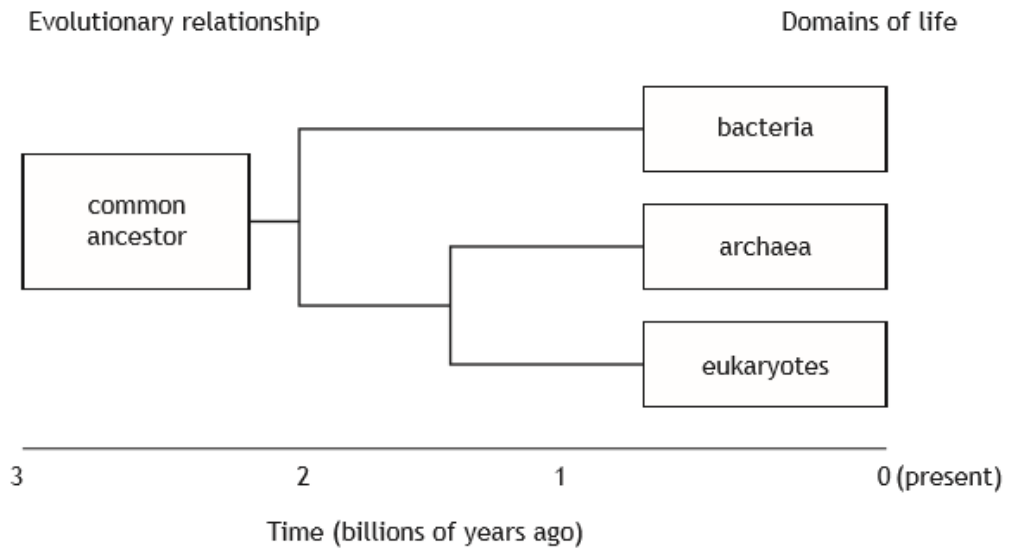 Evolutionary relationship
Domains of life
bacteria
common
ancestor
archaea
eukaryotes
3 2 1 0 (present)
Time (billions of years ago)